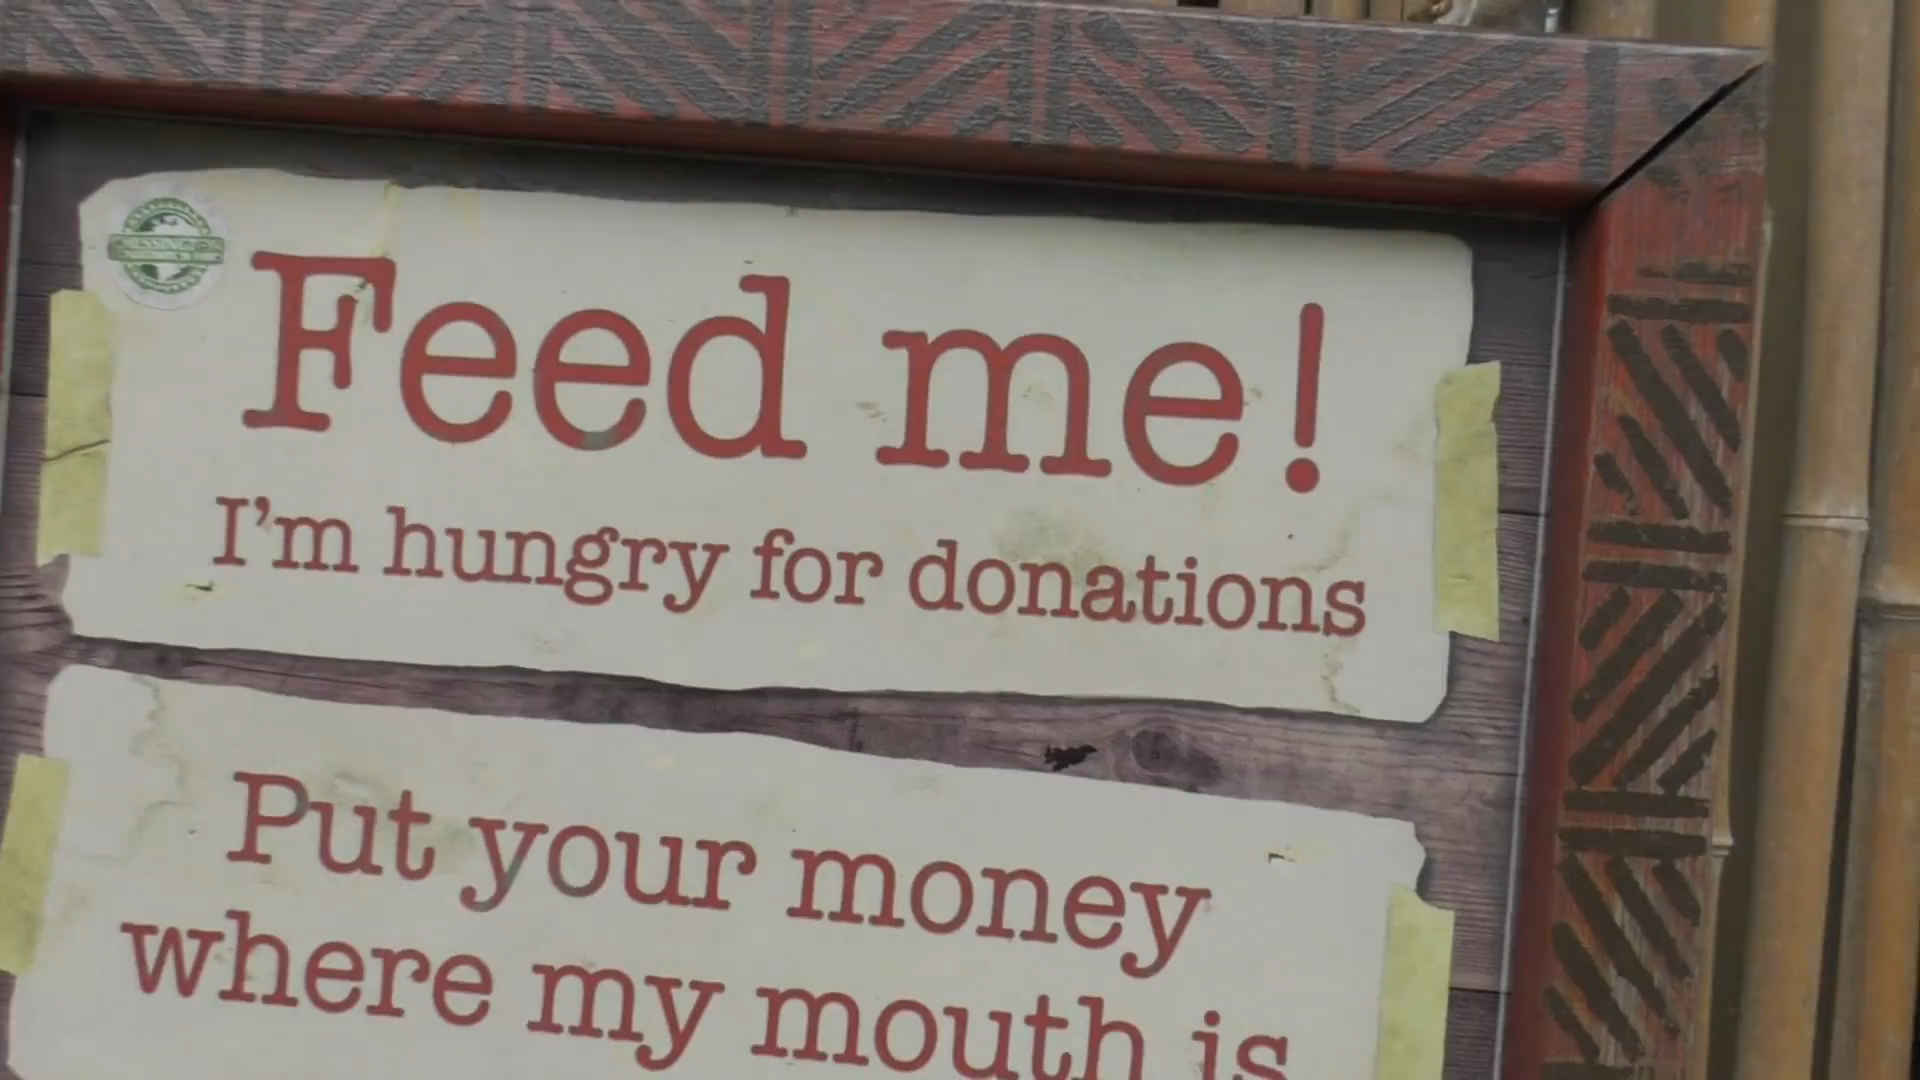 Feed me!
I'm hungry for donations
Put your money
where my mouth is